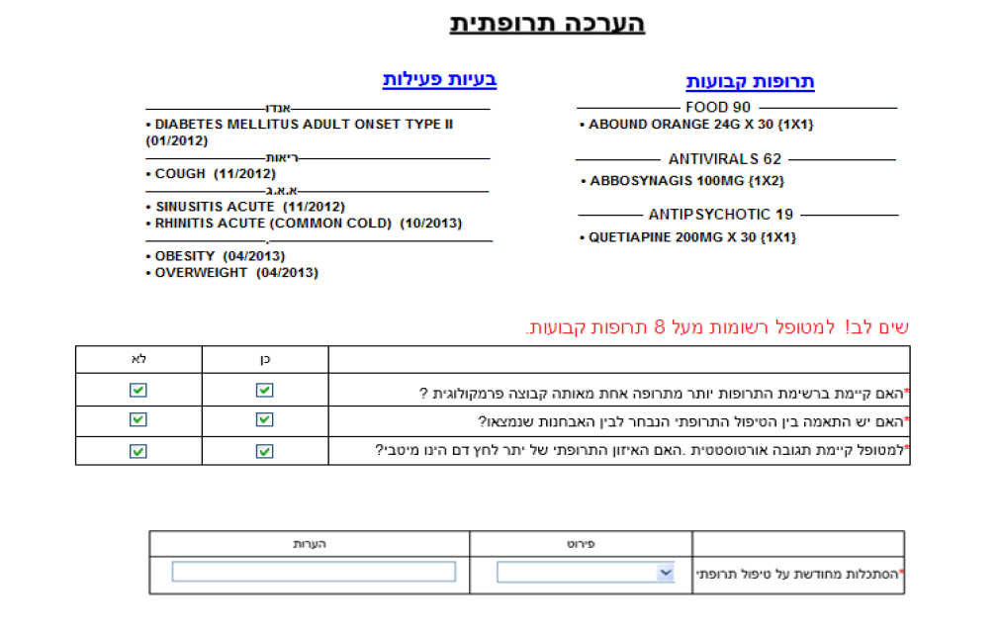 הערכה תרופתית
תרופות קבועות
FOOD 90
• ABOUND ORANGE 24G X 30 {1X1}
ANTIVIRALS 62
• ABBOSYNAGIS 100MG {1X2}
ANTIPSYCHOTIC 19
• QUETIAPINE 200MG X 30 {1X1}
בעיות פעילות
אנדו
• DIABETES MELLITUS ADULT ONSET TYPE II
(01/2012)
ריאות
• COUGH (11/2012)
א.א.ג
• SINUSITIS ACUTE (11/2012)
• RHINITIS ACUTE (COMMON COLD) (10/2013)
.
• OBESITY (04/2013)
• OVERWEIGHT (04/2013)
שים לב! למטופל רשומות מעל 8 תרופות קבועות.
כן לא
*האם קיימת ברשימת התרופות יותר מתרופה אחת מאותה קבוצה פרמקולוגית ?
*האם יש התאמה בין הטיפול התרופתי הנבחר לבין האבחנות שנמצאו?
*למטופל קיימת תגובה אורטוסטטית .האם האיזון התרופתי של יתר לחץ דם הינו מיטבי?
פירוט הערות
*הסתכלות מחודשת על טיפול תרופתי